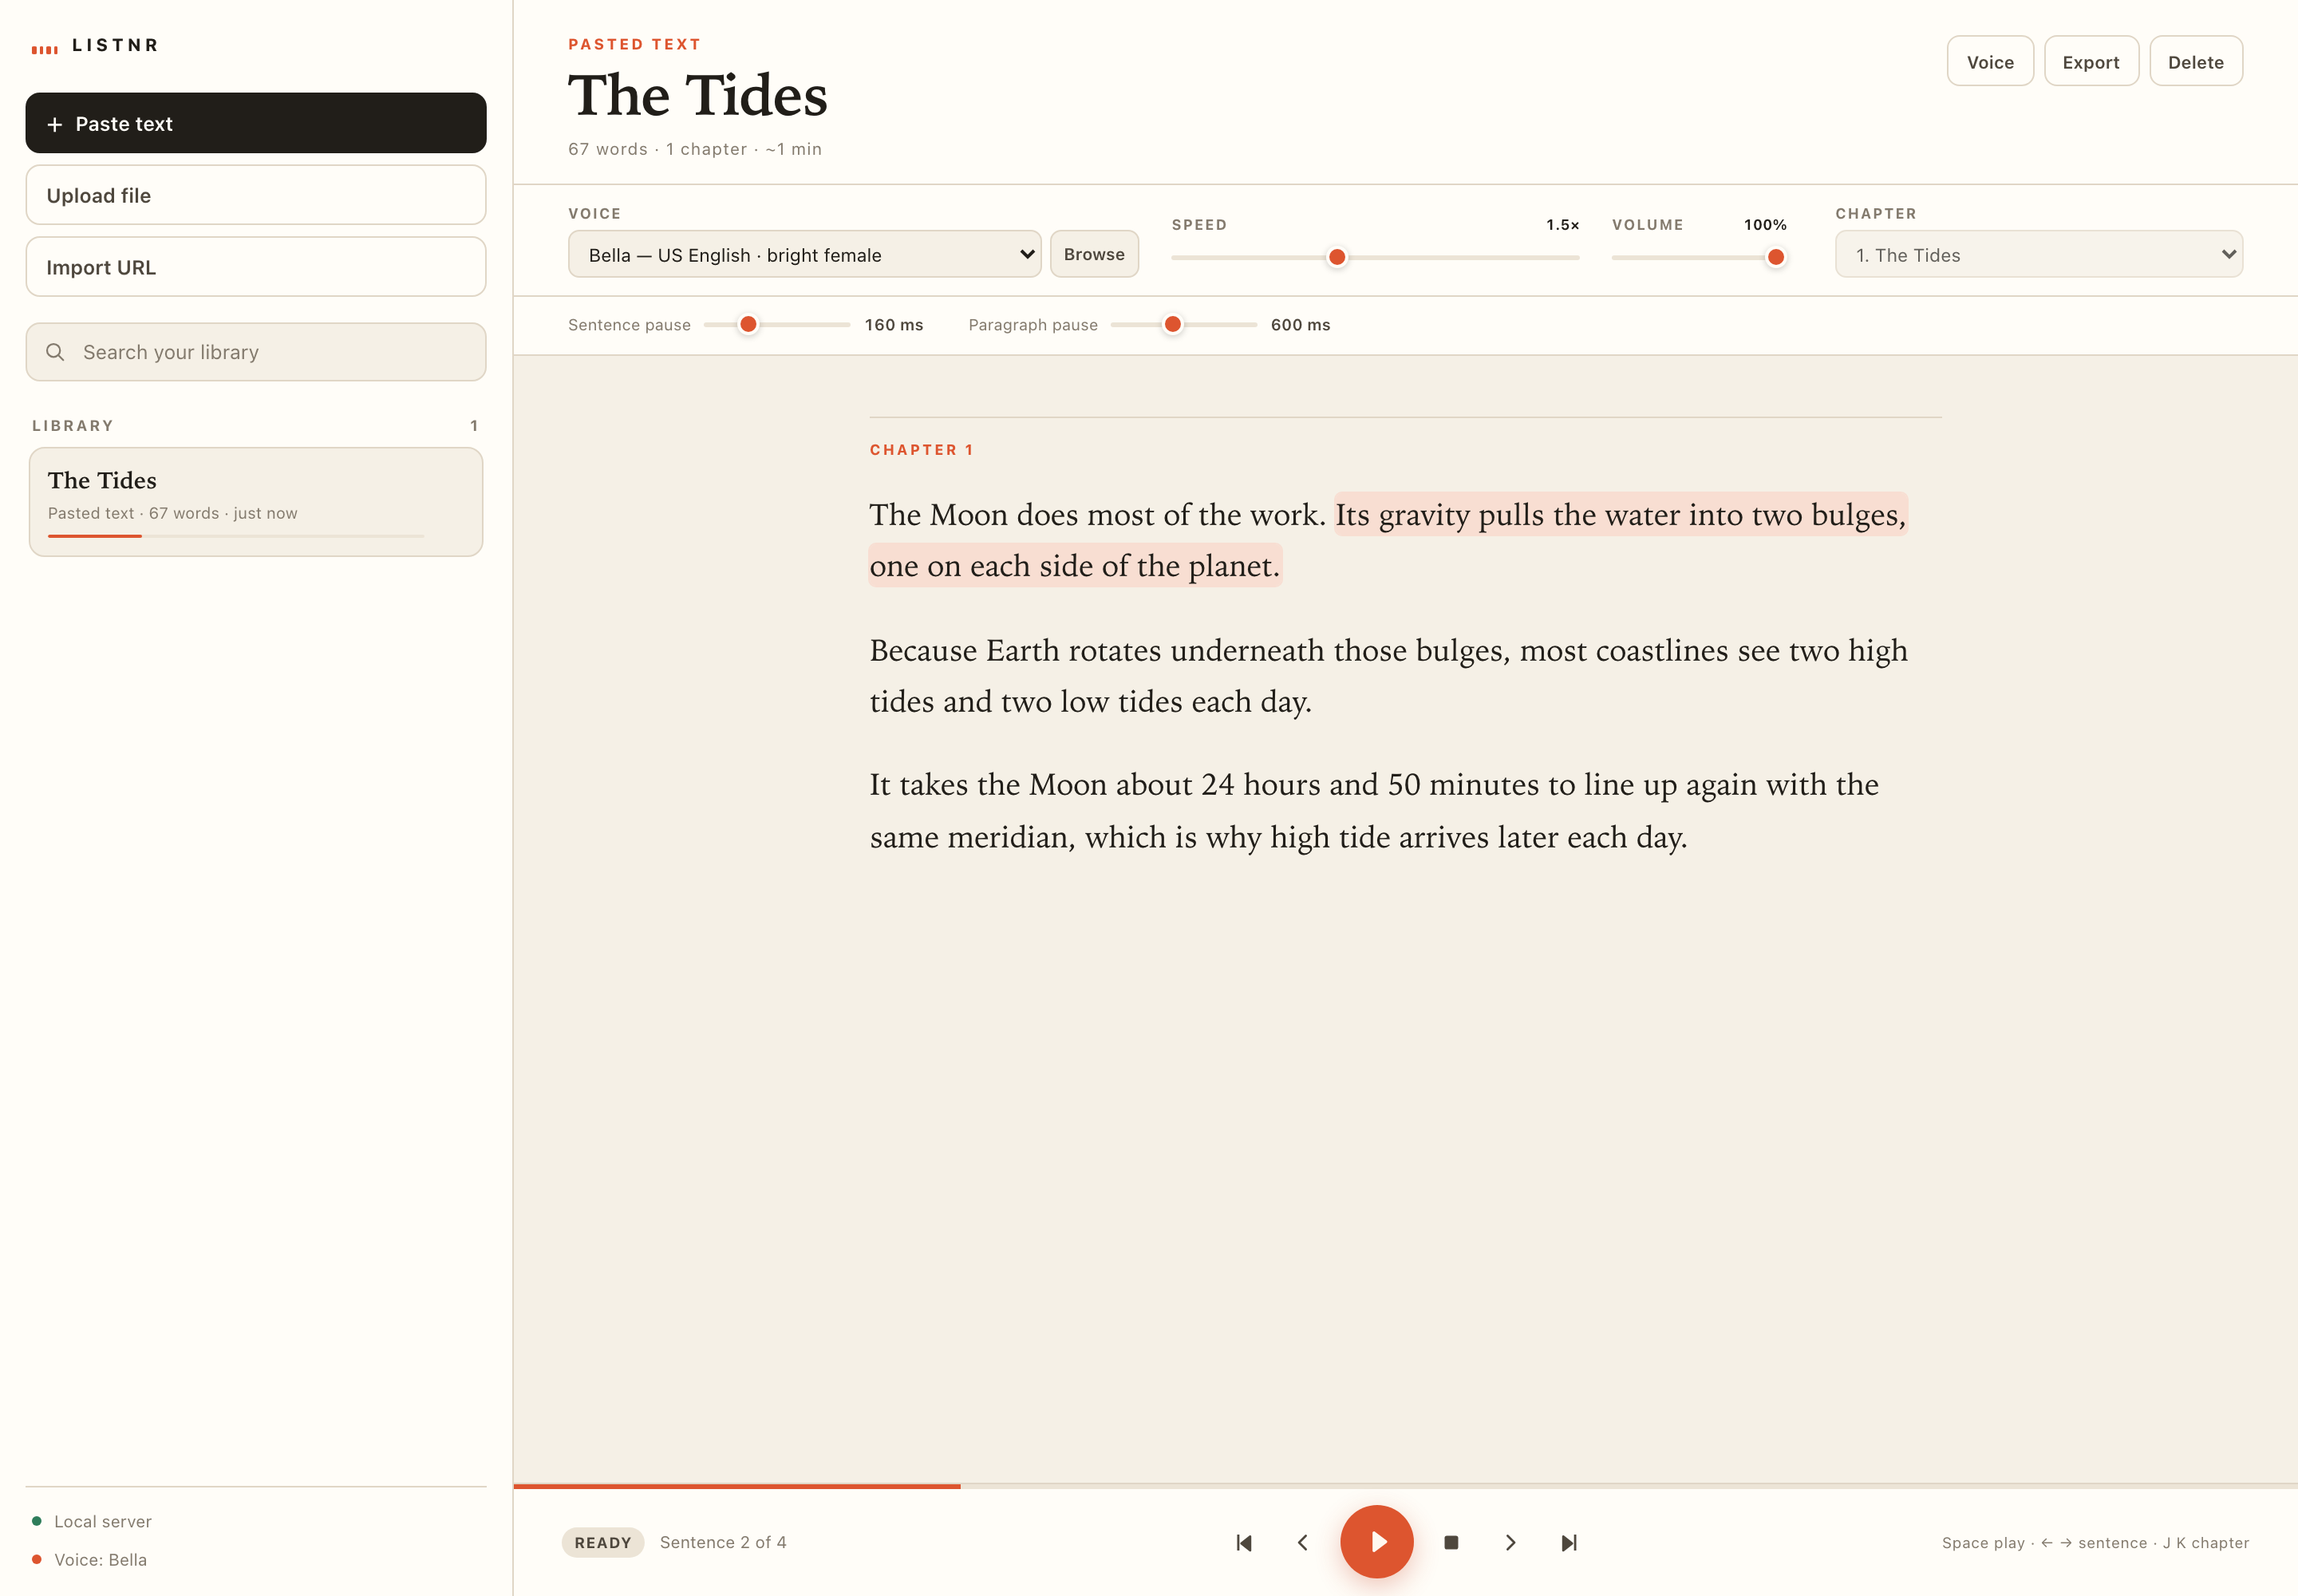 LISTNR
+ Paste text
Upload file
Import URL
Search your library
LIBRARY 1
The Tides
Pasted text · 67 words · just now
Local server
Voice: Bella
PASTED TEXT
The Tides
67 words · 1 chapter · ~1 min
Voice Export Delete
VOICE
Bella — US English · bright female
Browse
SPEED 1.5×
VOLUME 100%
CHAPTER
1. The Tides
Sentence pause 160 ms
Paragraph pause 600 ms
CHAPTER 1
The Moon does most of the work. Its gravity pulls the water into two bulges,
one on each side of the planet.
Because Earth rotates underneath those bulges, most coastlines see two high
tides and two low tides each day.
It takes the Moon about 24 hours and 50 minutes to line up again with the
same meridian, which is why high tide arrives later each day.
READY Sentence 2 of 4
Space play · ← → sentence · J K chapter